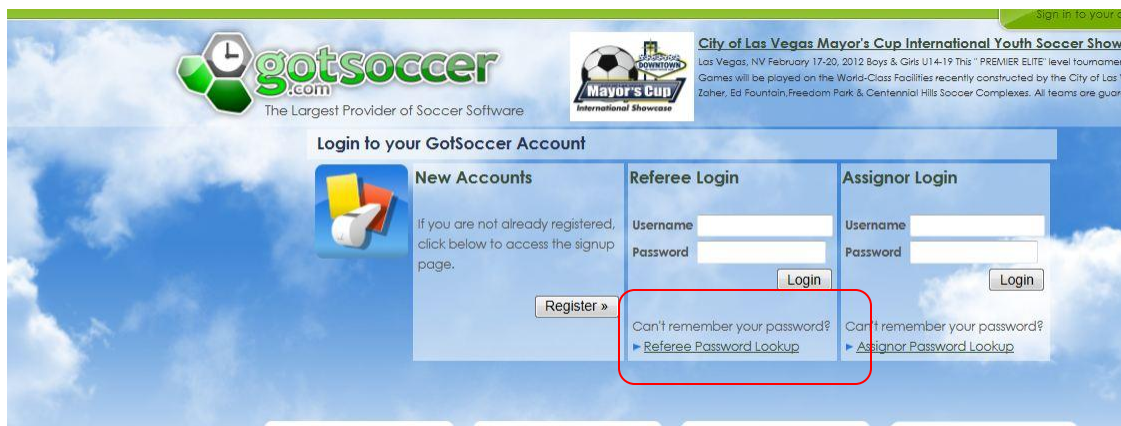 Sign in to your
gotsoccer
.com
The Largest Provider of Soccer Software
DOWNTOWN
Mayor's Cup
International Showcase
City of Las Vegas Mayor's Cup International Youth Soccer Show
Las Vegas, NV February 17-20, 2012 Boys & Girls U14-19 This " PREMIER ELITE" level tourname
Games will be played on the World-Class Facilities recently constructed by the City of Las
Zaher, Ed Fountain,Freedom Park & Centennial Hills Soccer Complexes. All teams are guar
Login to your GotSoccer Account
New Accounts
If you are not already registered,
click below to access the signup
page.
Register »
Referee Login
Username
Password
Login
Can't remember your password?
Referee Password Lookup
Assignor Login
Username
Password
Login
Can't remember your password?
Assignor Password Lookup